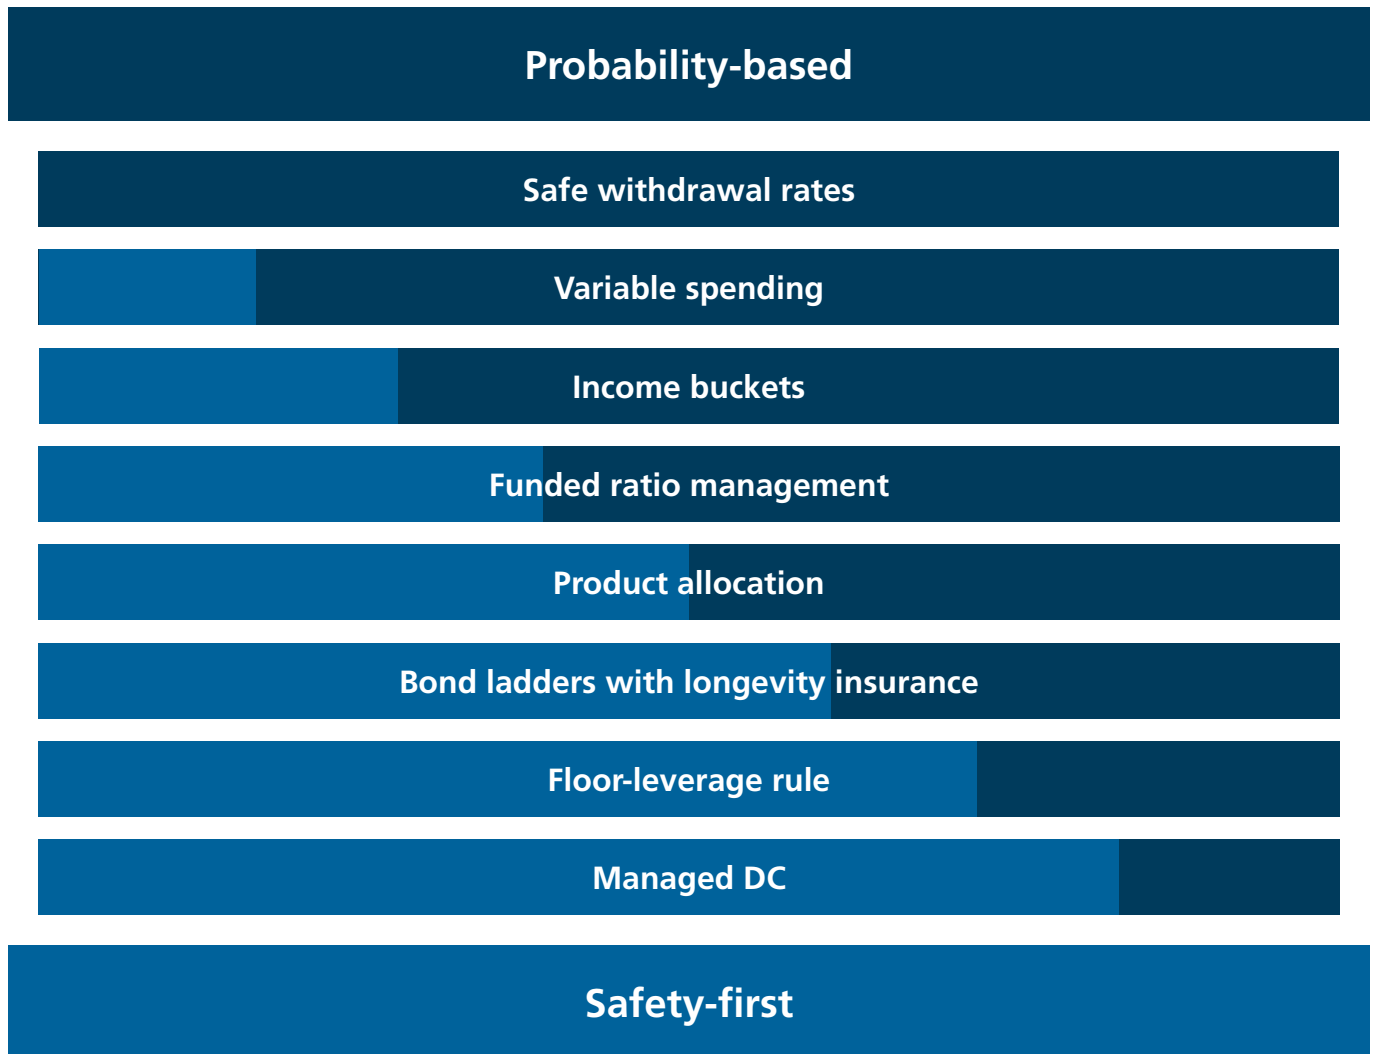 Probability-based
Safe withdrawal rates
Variable spending
Income buckets
Funded ratio management
Product allocation
Bond ladders with longevity insurance
Floor-leverage rule
Managed DC
Safety-first